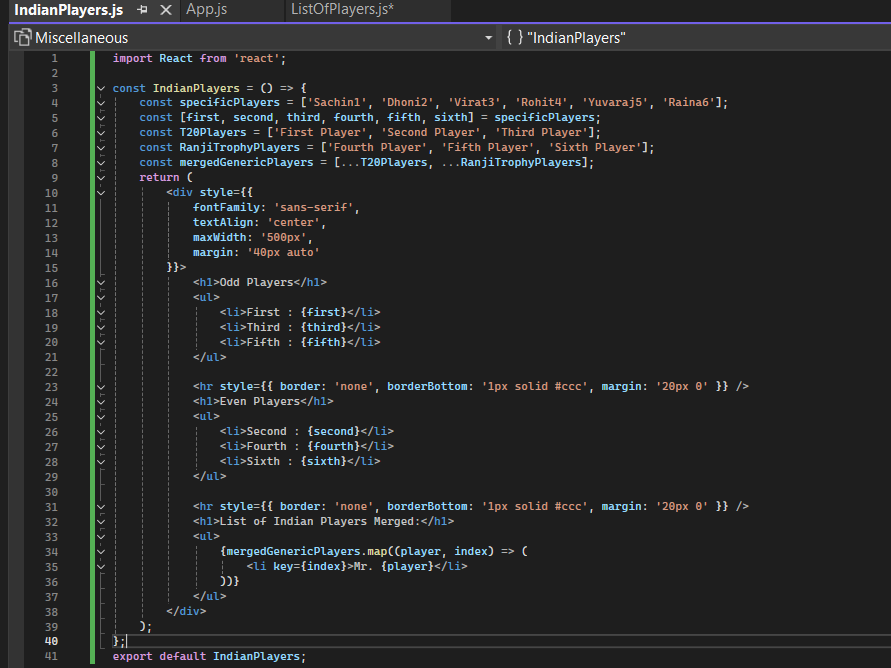 IndianPlayers.js App.js ListOfPlayers.js*
Miscellaneous {} "IndianPlayers"
1 import React from 'react';
2
3 const IndianPlayers = () => {
4 const specificPlayers = ['Sachin1', 'Dhoni2', 'Virat3', 'Rohit4', 'Yuvaraj5', 'Raina6'];
5 const [first, second, third, fourth, fifth, sixth] = specificPlayers;
6 const T20Players = ['First Player', 'Second Player', 'Third Player'];
7 const RanjiTrophyPlayers = ['Fourth Player', 'Fifth Player', 'Sixth Player'];
8 const mergedGenericPlayers = [...T20Players, ...RanjiTrophyPlayers];
9 return (
10 <div style={{
11 fontFamily: 'sans-serif',
12 textAlign: 'center',
13 maxWidth: '500px',
14 margin: '40px auto'
15 }}>
16 <h1>Odd Players</h1>
17 <ul>
18 <li>First : {first}</li>
19 <li>Third : {third}</li>
20 <li>Fifth : {fifth}</li>
21 </ul>
22
23 <hr style={{ border: 'none', borderBottom: '1px solid #ccc', margin: '20px 0' }} />
24 <h1>Even Players</h1>
25 <ul>
26 <li>Second : {second}</li>
27 <li>Fourth : {fourth}</li>
28 <li>Sixth : {sixth}</li>
29 </ul>
30
31 <hr style={{ border: 'none', borderBottom: '1px solid #ccc', margin: '20px 0' }} />
32 <h1>List of Indian Players Merged:</h1>
33 <ul>
34 {mergedGenericPlayers.map((player, index) => (
35 <li key={index}>Mr. {player}</li>
36 ))}
37 </ul>
38 </div>
39 );
40 };
41 export default IndianPlayers;